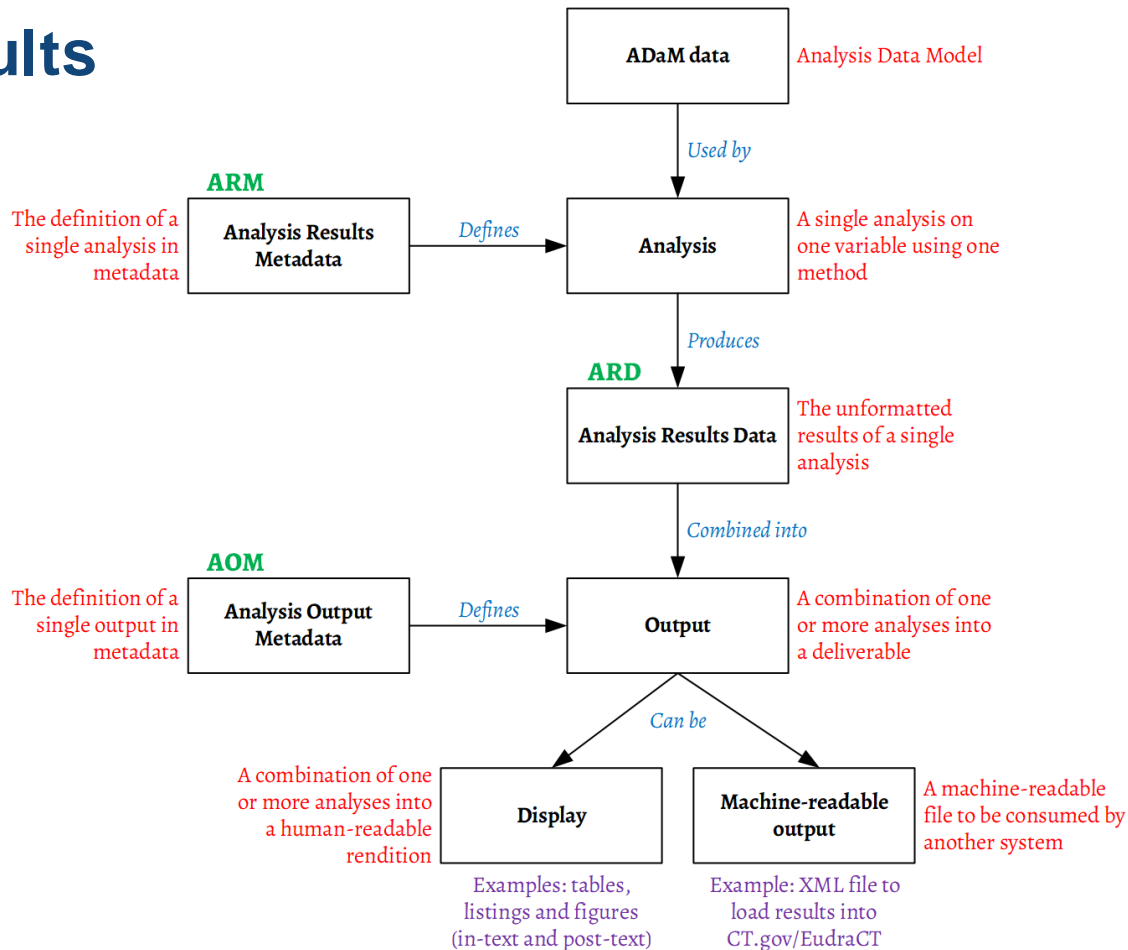 ults
ADaM data
Analysis Data Model
Used by
ARM
The definition of a
single analysis in
metadata
Analysis Results
Metadata
Defines
Analysis
A single analysis on
one variable using one
method
Produces
ARD
Analysis Results Data
The unformatted
results of a single
analysis
Combined into
AOM
The definition of a
single output in
metadata
Analysis Output
Metadata
Defines
Output
A combination of one
or more analyses into
a deliverable
Can be
A combination of one
or more analyses into
a human-readable
rendition
Display
Machine-readable
output
A machine-readable
file to be consumed by
another system
Examples: tables,
listings and figures
(in-text and post-text)
Example: XML file to
load results into
CT.gov/EudraCT